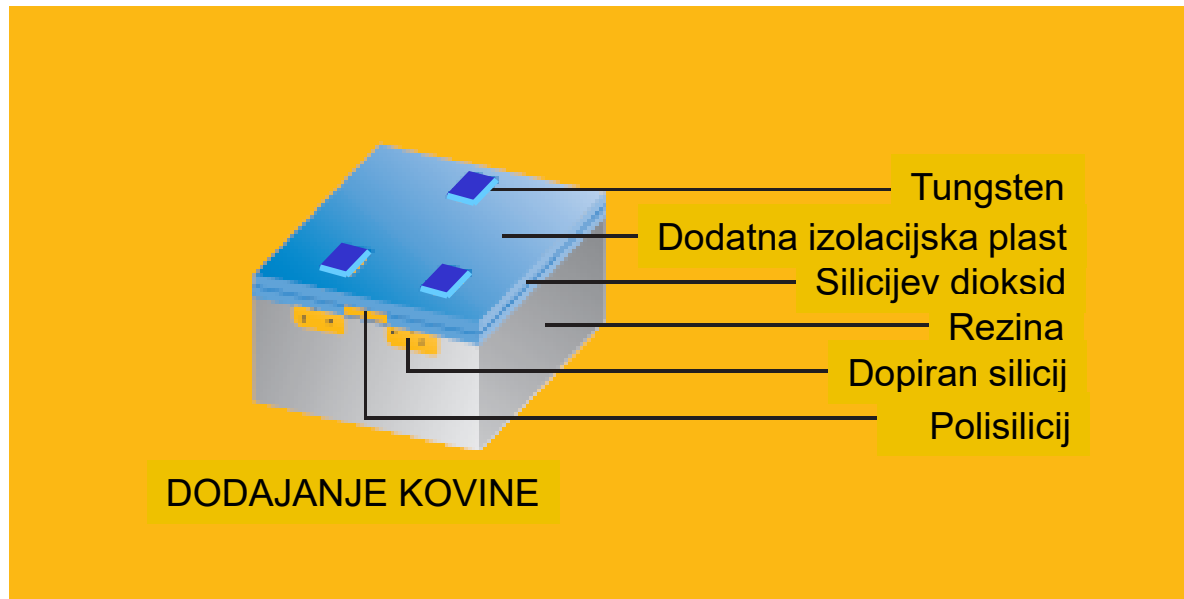 Tungsten
Dodatna izolacijska plast
Silicijev dioksid
Rezina
Dopiran silicij
Polisilicij
DODAJANJE KOVINE